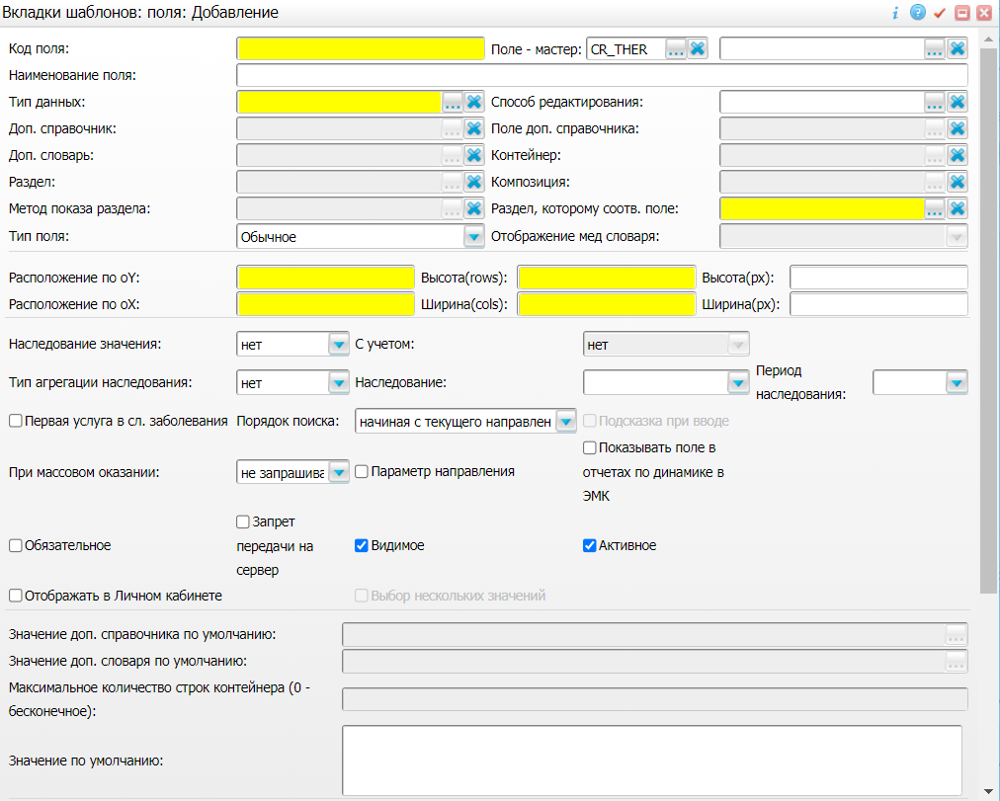 Вкладки шаблонов: поля: Добавление
Код поля: Поле - мастер: CR_THER
Наименование поля:
Тип данных: Способ редактирования:
Доп. справочник: Поле доп. справочника:
Доп. словарь: Контейнер:
Раздел: Композиция:
Метод показа раздела: Раздел, которому соотв. поле:
Тип поля: Обычное Отображение мед словаря:
Расположение по оY: Высота(rows): Высота(px):
Расположение по оX: Ширина(cols): Ширина(px):
Наследование значения: нет С учетом: нет
Тип агрегации наследования: нет Наследование: Период
наследования:
Первая услуга в сл. заболевания Порядок поиска: начиная с текущего направлен Подсказка при вводе
Показывать поле в
При массовом оказании: не запрашива Параметр направления отчетах по динамике в
ЭМК
Запрет
Обязательное передачи на Видимое Активное
сервер
Отображать в Личном кабинете Выбор нескольких значений
Значение доп. справочника по умолчанию:
Значение доп. словаря по умолчанию:
Максимальное количество строк контейнера (0 -
бесконечное):
Значение по умолчанию: